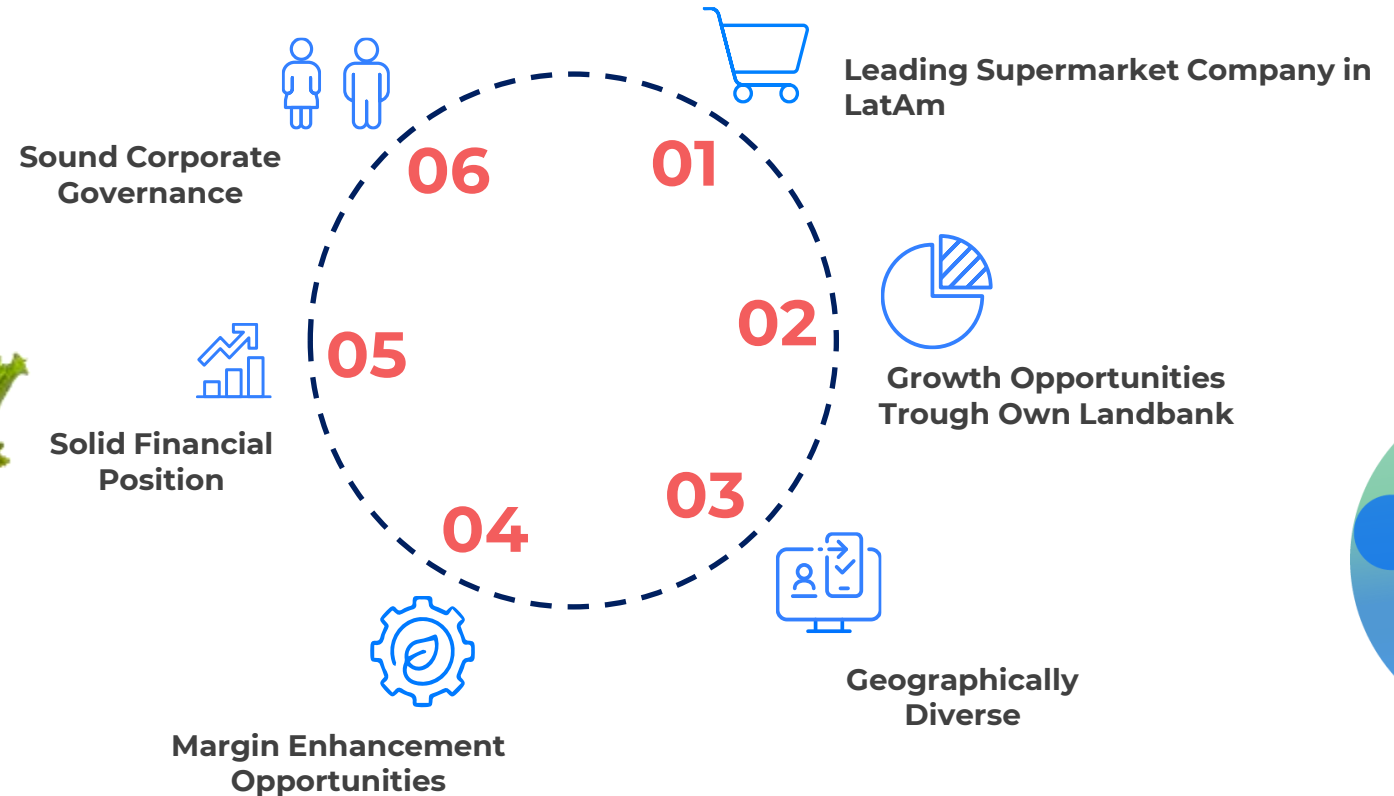 01
Leading Supermarket Company in
LatAm
02
Growth Opportunities
Trough Own Landbank
03
Geographically
Diverse
04
Margin Enhancement
Opportunities
05
Solid Financial
Position
06
Sound Corporate
Governance